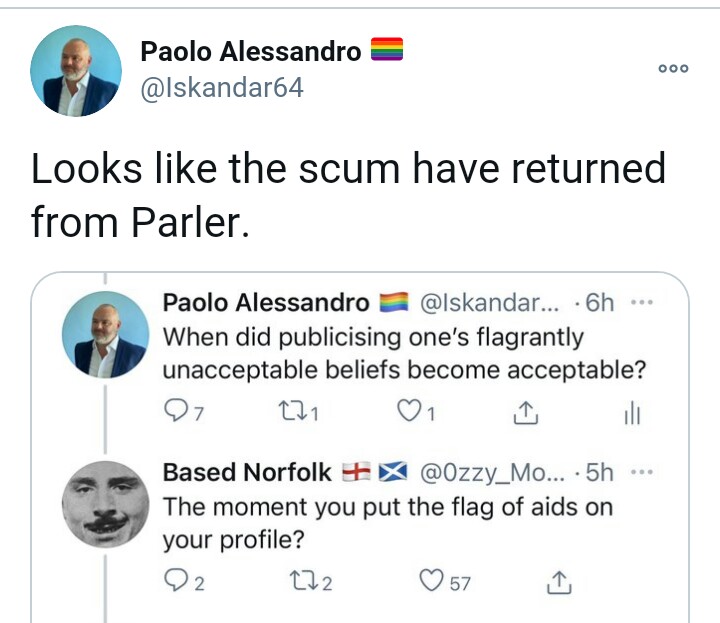 Paolo Alessandro 🏳️‍🌈
@Iskandar64
Looks like the scum have returned
from Parler.
Paolo Alessandro 🏳️‍🌈 @Iskandar... · 6h
When did publicising one's flagrantly
unacceptable beliefs become acceptable?
7 1 1
Based Norfolk 🏴󠁧󠁢󠁥󠁮󠁧󠁿 🏴󠁧󠁢󠁳󠁣󠁴󠁿 @0zzy_Mo... · 5h
The moment you put the flag of aids on
your profile?
2 2 57